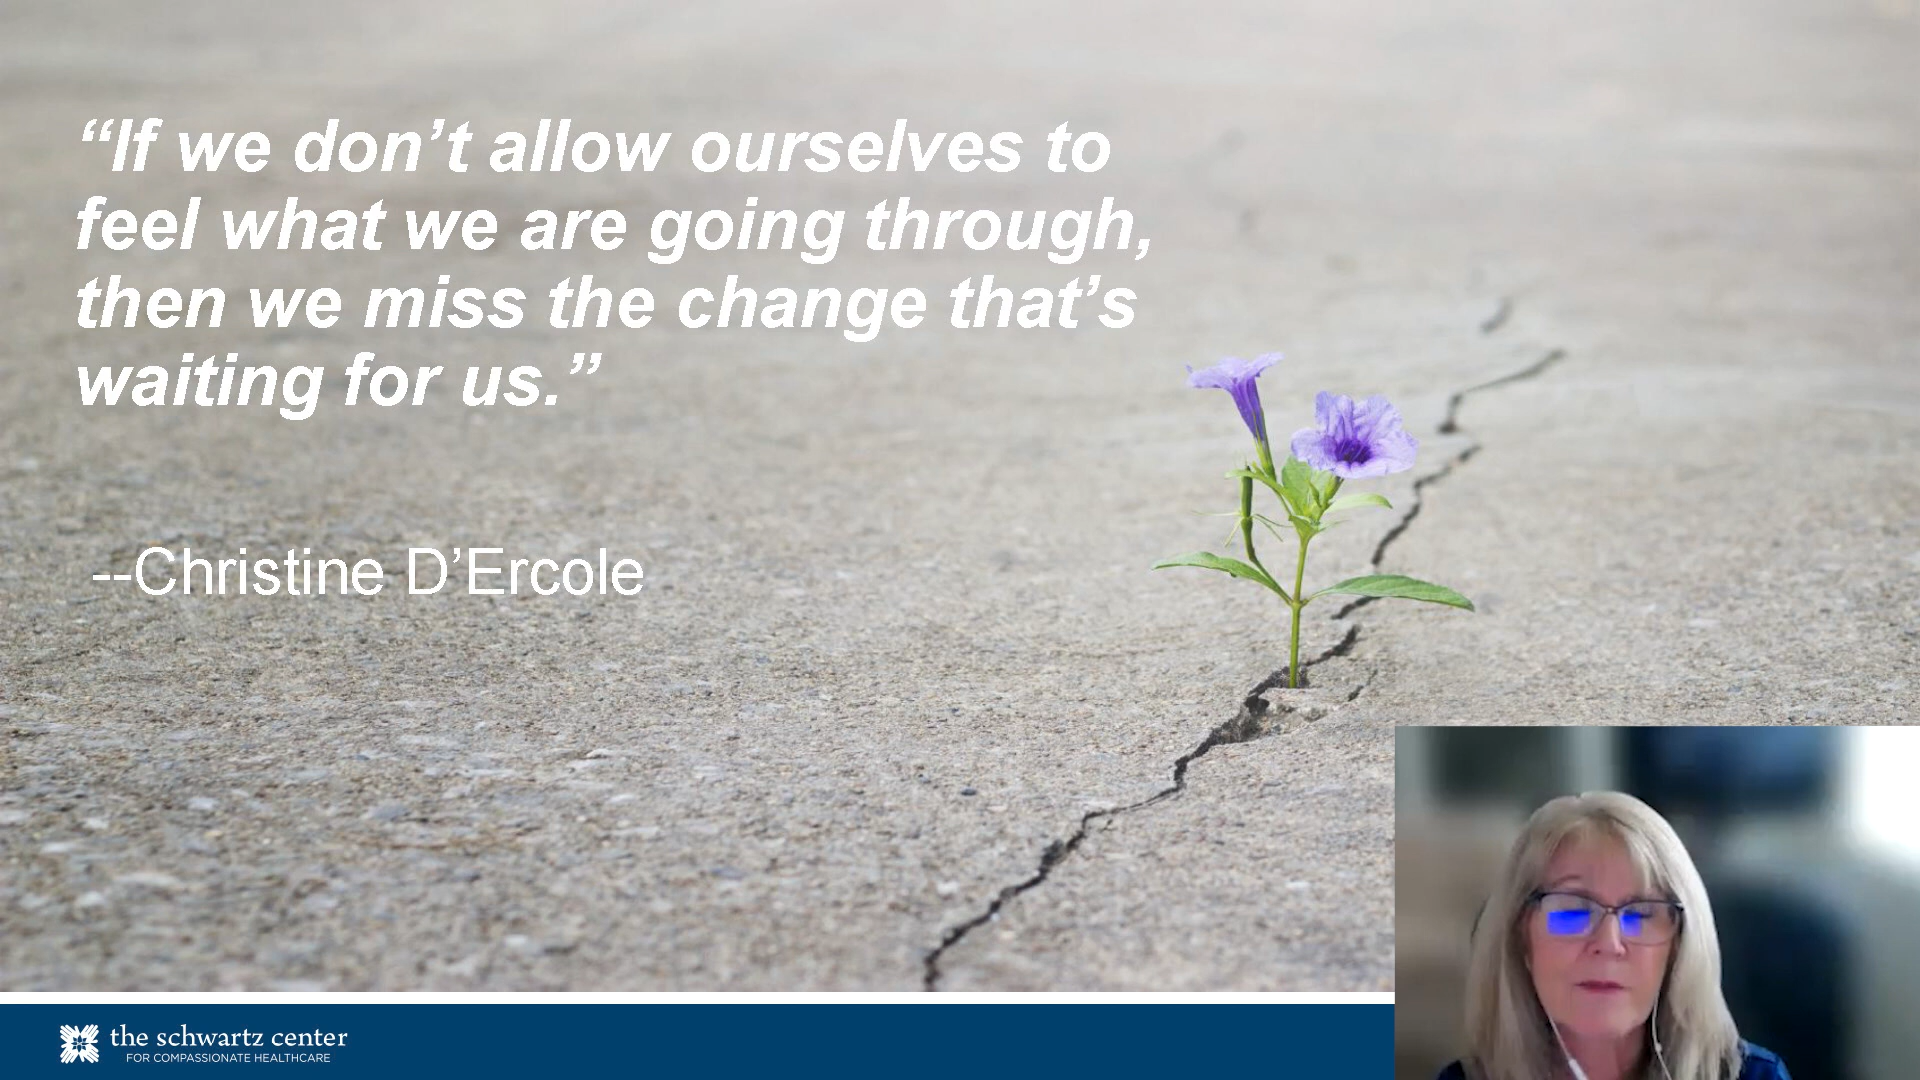 “If we don’t allow ourselves to
feel what we are going through,
then we miss the change that’s
waiting for us.”
--Christine D’Ercole
the schwartz center
FOR COMPASSIONATE HEALTHCARE